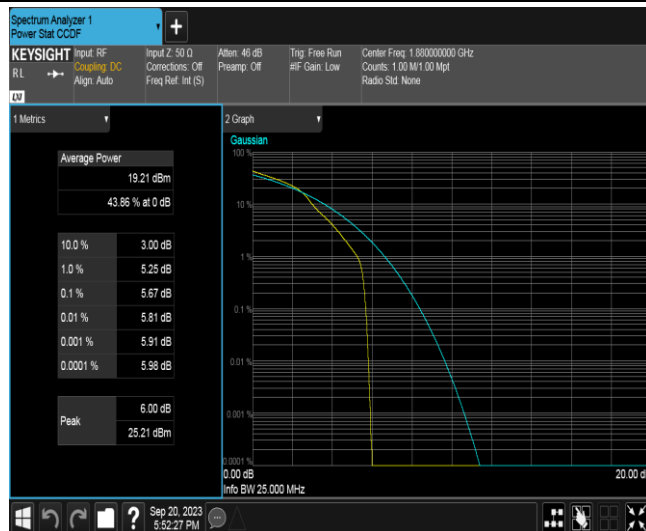 Spectrum Analyzer 1
Power Stat CCDF
KEYSIGHT
RL
Input: RF
Coupling: DC
Align: Auto
Input Z: 50 Ω
Corrections: Off
Freq Ref: Int (S)
Atten: 46 dB
Preamp: Off
Trig: Free Run
#IF Gain: Low
Center Freq: 1.880000000 GHz
Counts: 1.00 M/1.00 Mpt
Radio Std: None
LXI
1 Metrics
Average Power
19.21 dBm
43.86 % at 0 dB
10.0 % 3.00 dB
1.0 % 5.25 dB
0.1 % 5.67 dB
0.01 % 5.81 dB
0.001 % 5.91 dB
0.0001 % 5.98 dB
Peak
6.00 dB
25.21 dBm
2 Graph
Gaussian
100 %
10 %
1 %
0.1 %
0.01 %
0.001 %
0.0001 %
0.00 dB
20.00 d
Info BW 25.000 MHz
Sep 20, 2023
5:52:27 PM